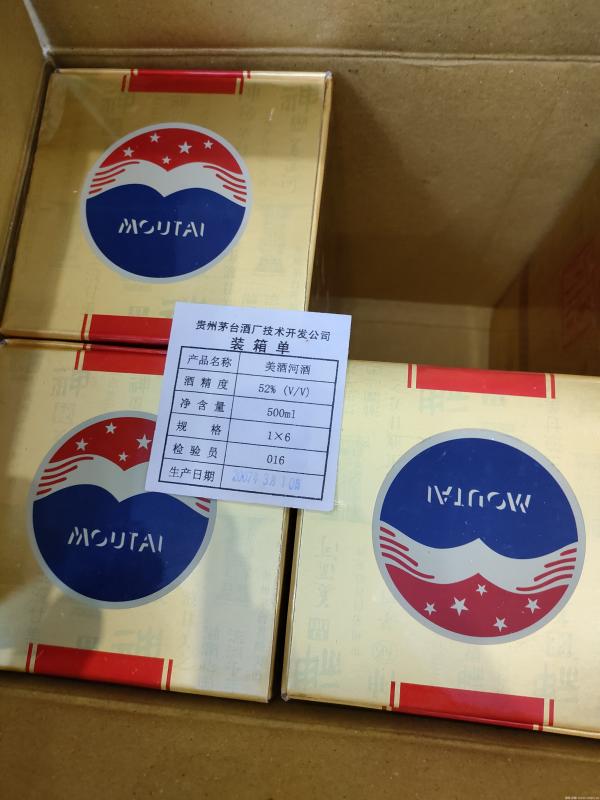 MOUTAI
贵州茅台酒厂技术开发公司
装箱单
产品名称 美酒河酒
酒精度 52% (V/V)
净含量 500ml
规格 1×6
检验员 016
生产日期
MOUTAI
MOUTAI